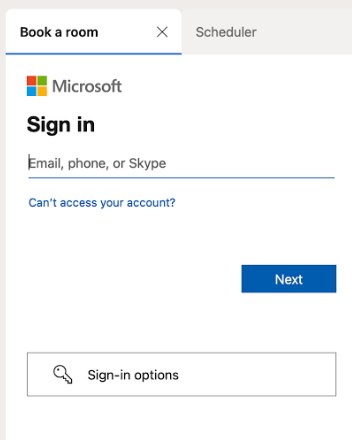 Book a room
Scheduler
Microsoft
Sign in
Email, phone, or Skype
Can't access your account?
Next
Sign-in options